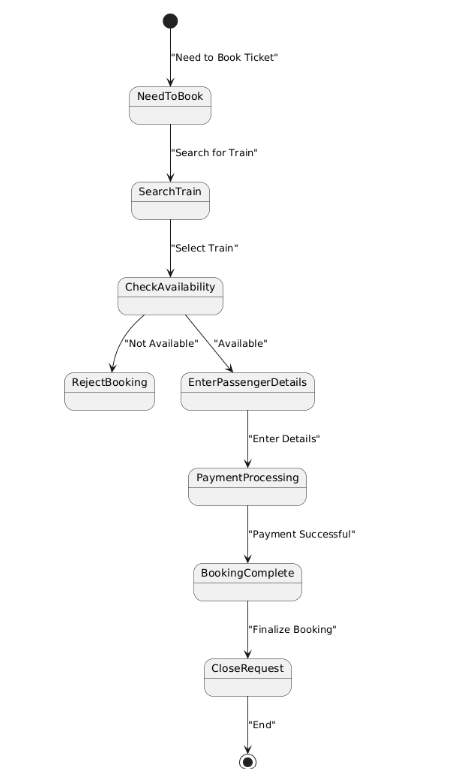 "Need to Book Ticket"
NeedToBook
"Search for Train"
SearchTrain
"Select Train"
CheckAvailability
"Not Available" "Available"
RejectBooking EnterPassengerDetails
"Enter Details"
PaymentProcessing
"Payment Successful"
BookingComplete
"Finalize Booking"
CloseRequest
"End"